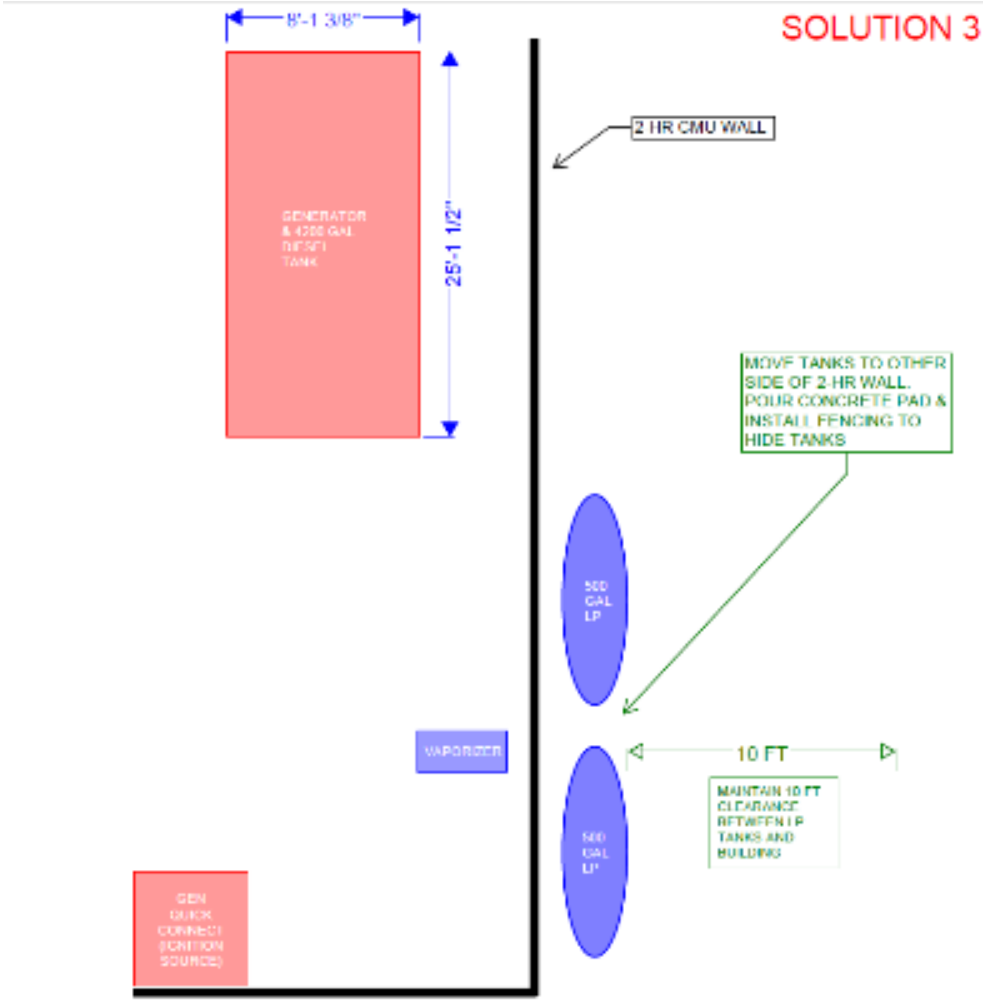 SOLUTION 3
8'-1 3/8"
2 HR CMU WALL
GENERATOR
& 4200 GAL
DIESEL
TANK
25'-1 1/2"
MOVE TANKS TO OTHER
SIDE OF 2-HR WALL.
POUR CONCRETE PAD &
INSTALL FENCING TO
HIDE TANKS
500
GAL
LP
VAPORIZER
10 FT
MAINTAIN 10 FT
CLEARANCE
BETWEEN LP
TANKS AND
BUILDING
500
GAL
LP
GEN
QUICK
CONNECT
(IGNITION
SOURCE)